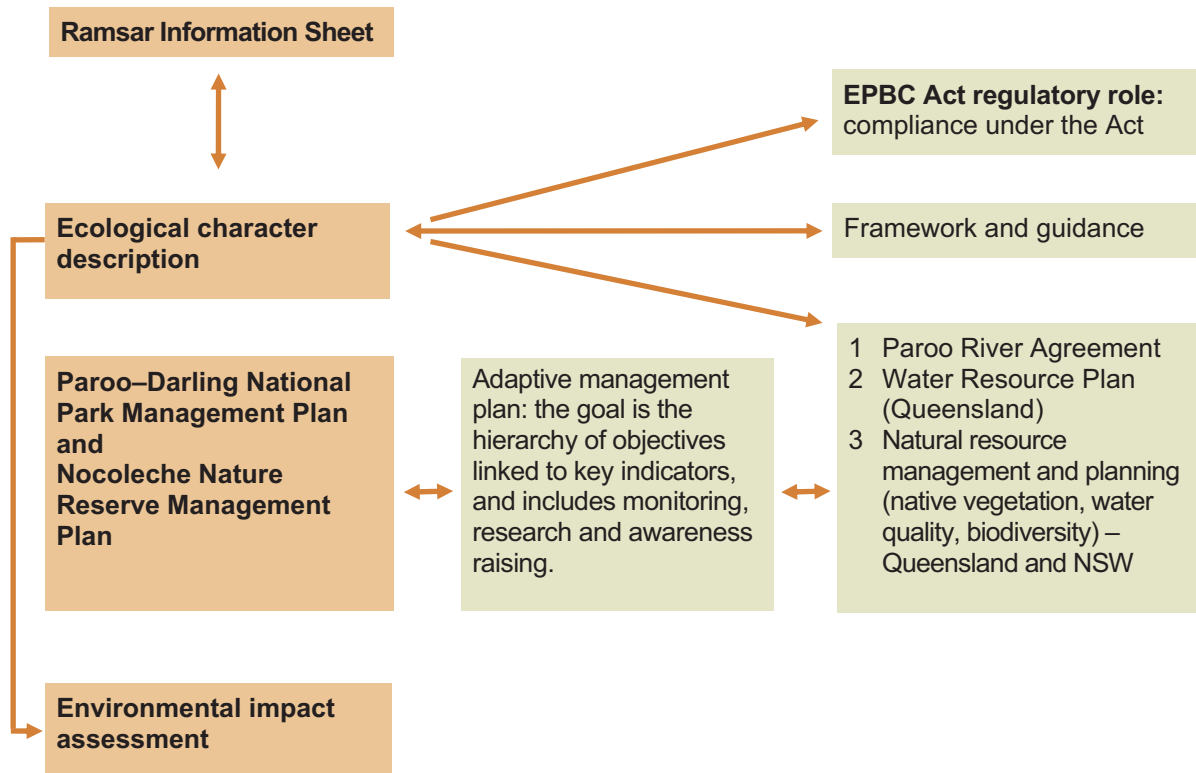 Ramsar Information Sheet
EPBC Act regulatory role:
compliance under the Act
Ecological character
description
Framework and guidance
Paroo–Darling National
Park Management Plan
and
Nocoleche Nature
Reserve Management
Plan
Adaptive management
plan: the goal is the
hierarchy of objectives
linked to key indicators,
and includes monitoring,
research and awareness
raising.
1 Paroo River Agreement
2 Water Resource Plan
(Queensland)
3 Natural resource
management and planning
(native vegetation, water
quality, biodiversity) –
Queensland and NSW
Environmental impact
assessment